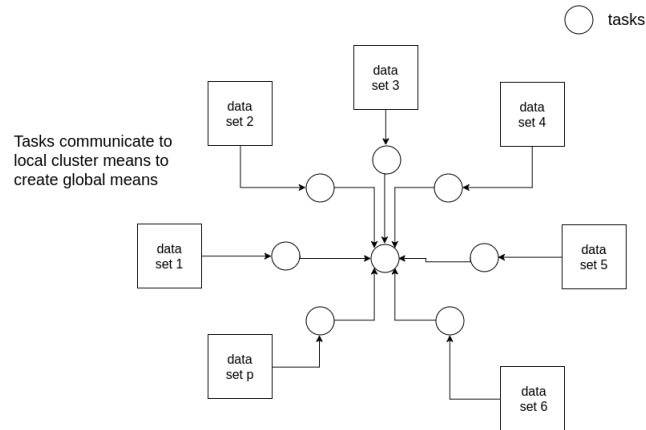 tasks
data
set 3
data
set 2
data
set 4
Tasks communicate to
local cluster means to
create global means
data
set 1
data
set 5
data
set p
data
set 6